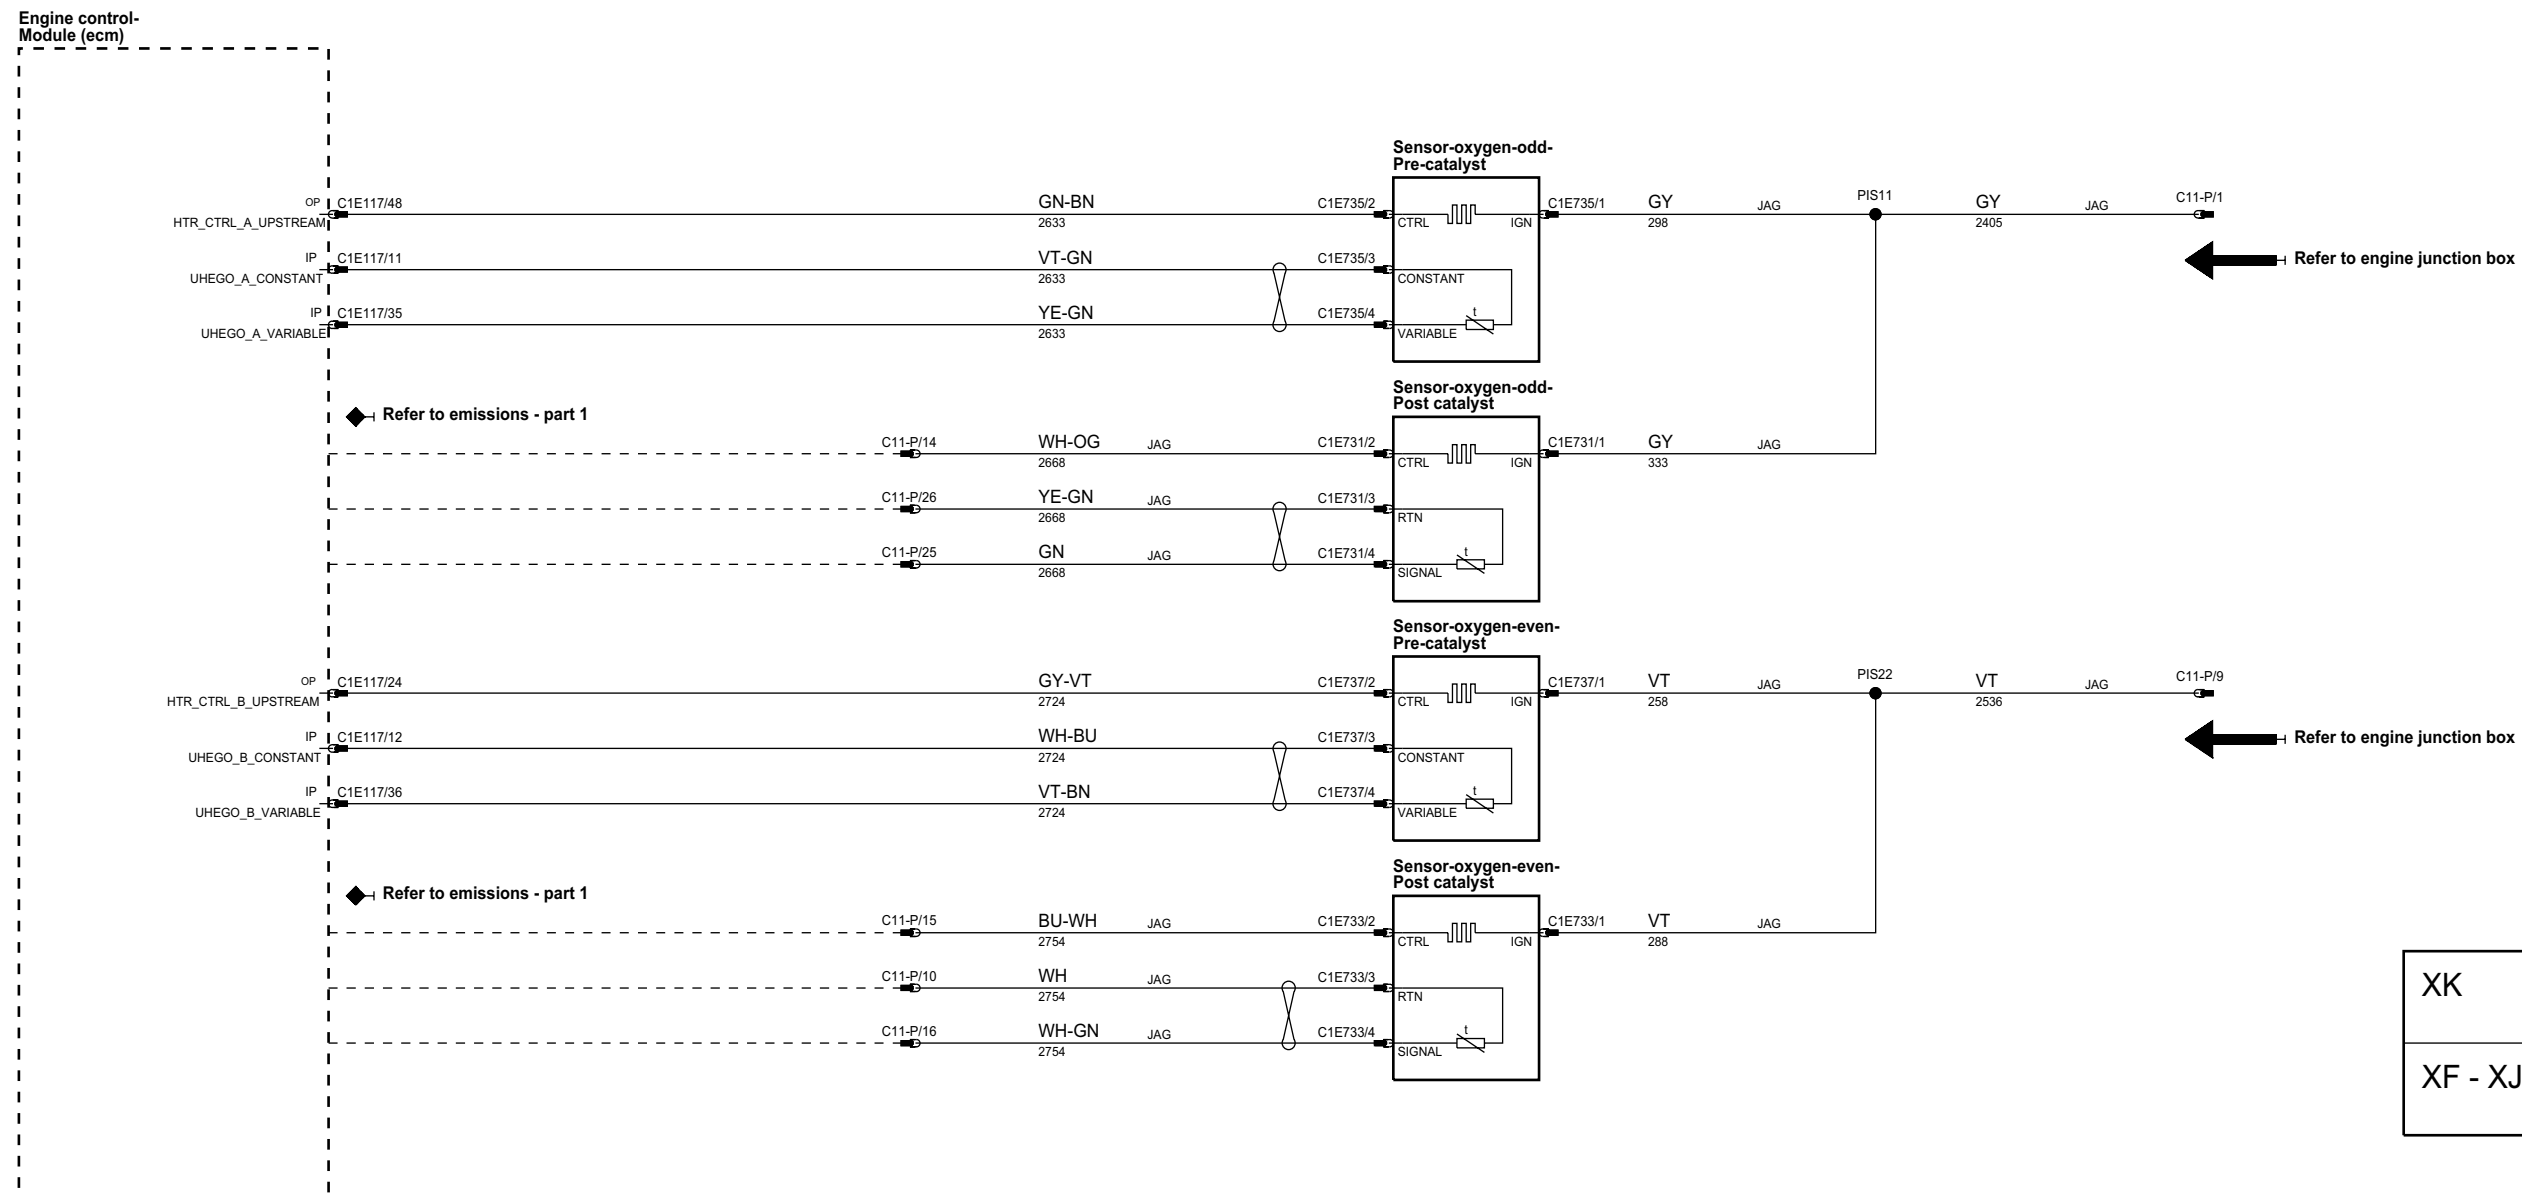 Engine control-
Module (ecm)
Sensor-oxygen-odd-
Pre-catalyst
OP C1E117/48 GN-BN C1E735/2 C1E735/1 GY JAG PIS11 GY JAG C11-P/1
HTR_CTRL_A_UPSTREAM 2633 CTRL IGN 298 2405
IP C1E117/11 VT-GN C1E735/3 Refer to engine junction box
UHEGO_A_CONSTANT 2633 CONSTANT
IP C1E117/35 YE-GN C1E735/4 t
UHEGO_A_VARIABLE 2633 VARIABLE
Sensor-oxygen-odd-
Post catalyst
Refer to emissions - part 1
C11-P/14 WH-OG JAG C1E731/2 C1E731/1 GY JAG
2668 CTRL IGN 333
C11-P/26 YE-GN JAG C1E731/3
2668 RTN
C11-P/25 GN JAG C1E731/4 t
2668 SIGNAL
Sensor-oxygen-even-
Pre-catalyst
OP C1E117/24 GY-VT C1E737/2 C1E737/1 VT JAG PIS22 VT JAG C11-P/9
HTR_CTRL_B_UPSTREAM 2724 CTRL IGN 258 2536
IP C1E117/12 WH-BU C1E737/3 Refer to engine junction box
UHEGO_B_CONSTANT 2724 CONSTANT
IP C1E117/36 VT-BN C1E737/4 t
UHEGO_B_VARIABLE 2724 VARIABLE
Sensor-oxygen-even-
Post catalyst
Refer to emissions - part 1
C11-P/15 BU-WH JAG C1E733/2 C1E733/1 VT JAG
2754 CTRL IGN 288
C11-P/10 WH JAG C1E733/3
2754 RTN
C11-P/16 WH-GN JAG C1E733/4 t
2754 SIGNAL
XK
XF - XJ